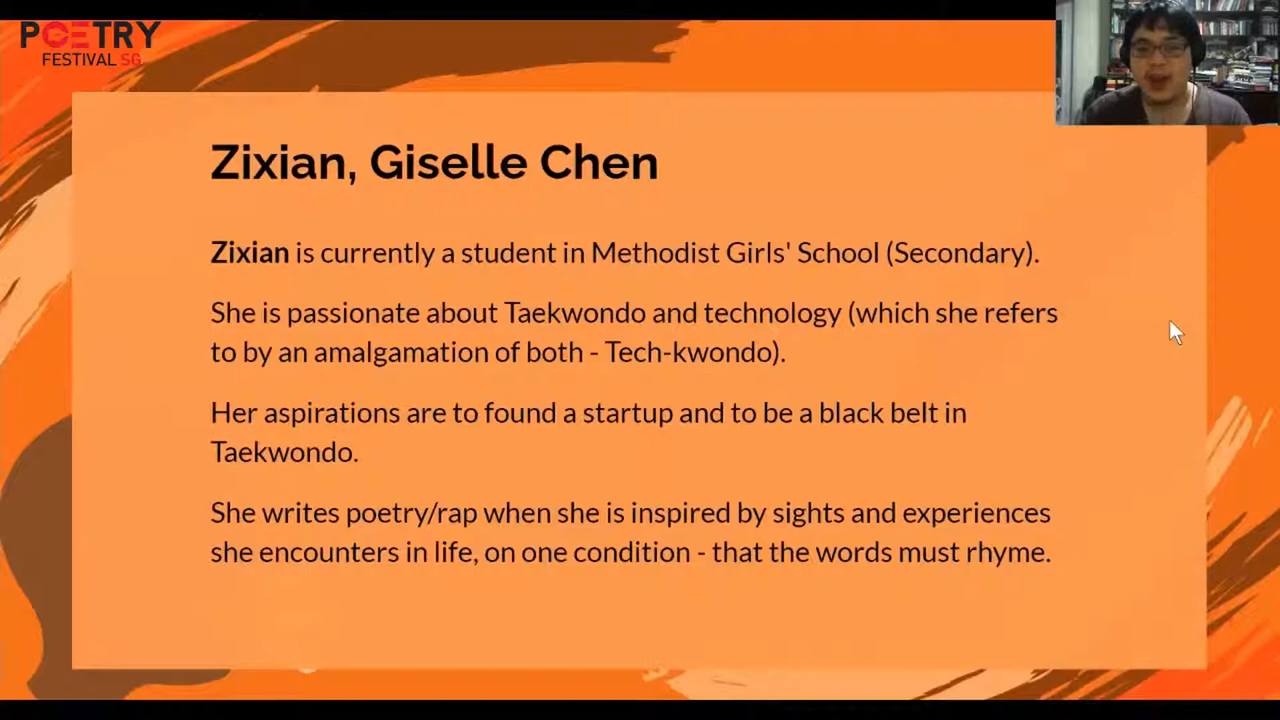 POETRY
FESTIVAL SG
Zixian, Giselle Chen
Zixian is currently a student in Methodist Girls' School (Secondary).
She is passionate about Taekwondo and technology (which she refers
to by an amalgamation of both - Tech-kwondo).
Her aspirations are to found a startup and to be a black belt in
Taekwondo.
She writes poetry/rap when she is inspired by sights and experiences
she encounters in life, on one condition - that the words must rhyme.